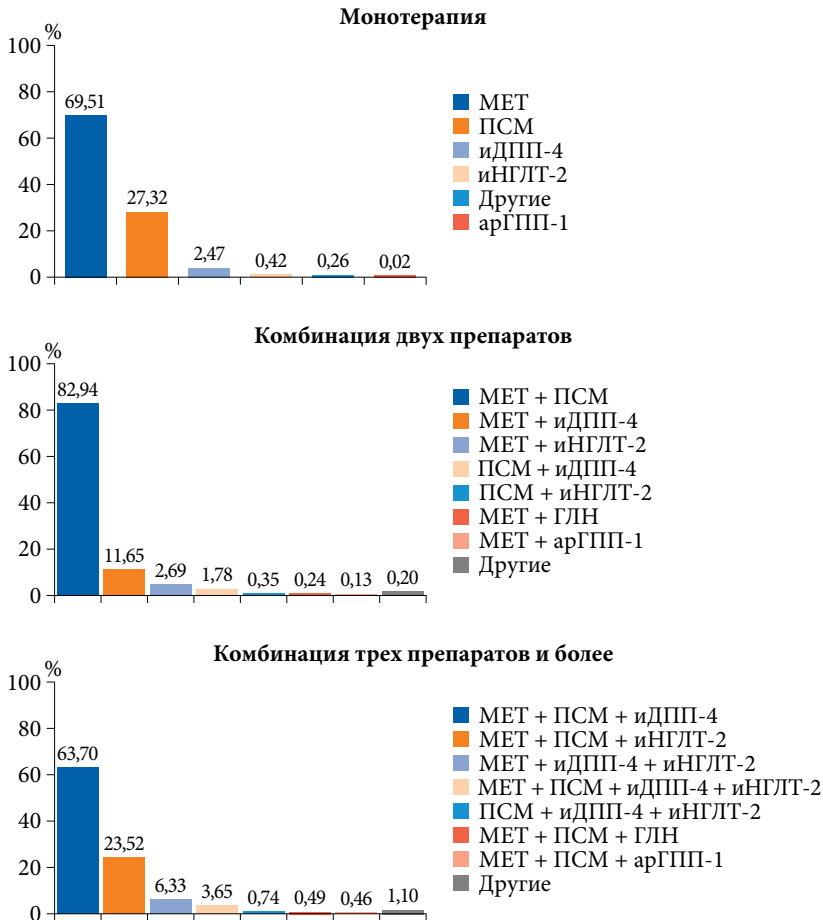 Монотерапия
%
100
80
60
40
20
0
69,51
27,32
2,47
0,42
0,26
0,02
МЕТ
ПСМ
иДПП-4
иНГЛТ-2
Другие
арГПП-1
Комбинация двух препаратов
%
100
80
60
40
20
0
82,94
11,65
2,69
1,78
0,35
0,24
0,13
0,20
МЕТ + ПСМ
МЕТ + иДПП-4
МЕТ + иНГЛТ-2
ПСМ + иДПП-4
ПСМ + иНГЛТ-2
МЕТ + ГЛН
МЕТ + арГПП-1
Другие
Комбинация трех препаратов и более
%
100
80
60
40
20
0
63,70
23,52
6,33
3,65
0,74
0,49
0,46
1,10
МЕТ + ПСМ + иДПП-4
МЕТ + ПСМ + иНГЛТ-2
МЕТ + иДПП-4 + иНГЛТ-2
МЕТ + ПСМ + иДПП-4 + иНГЛТ-2
ПСМ + иДПП-4 + иНГЛТ-2
МЕТ + ПСМ + ГЛН
МЕТ + ПСМ + арГПП-1
Другие